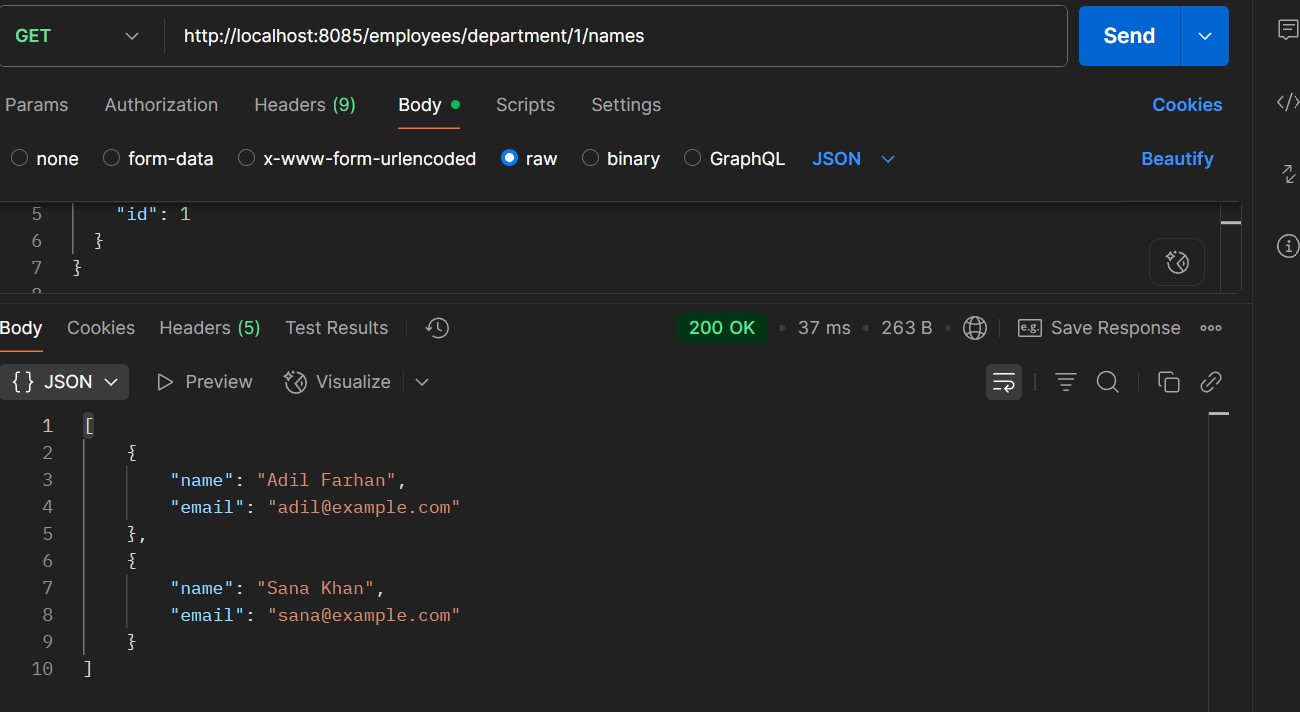 GET http://localhost:8085/employees/department/1/names Send
Params Authorization Headers (9) Body Scripts Settings Cookies
none form-data x-www-form-urlencoded raw binary GraphQL JSON Beautify
5 "id": 1
6 }
7 }
8
Body Cookies Headers (5) Test Results 200 OK • 37 ms • 263 B • e.g. Save Response
{} JSON Preview Visualize
1 [
2 {
3 "name": "Adil Farhan",
4 "email": "adil@example.com"
5 },
6 {
7 "name": "Sana Khan",
8 "email": "sana@example.com"
9 }
10 ]